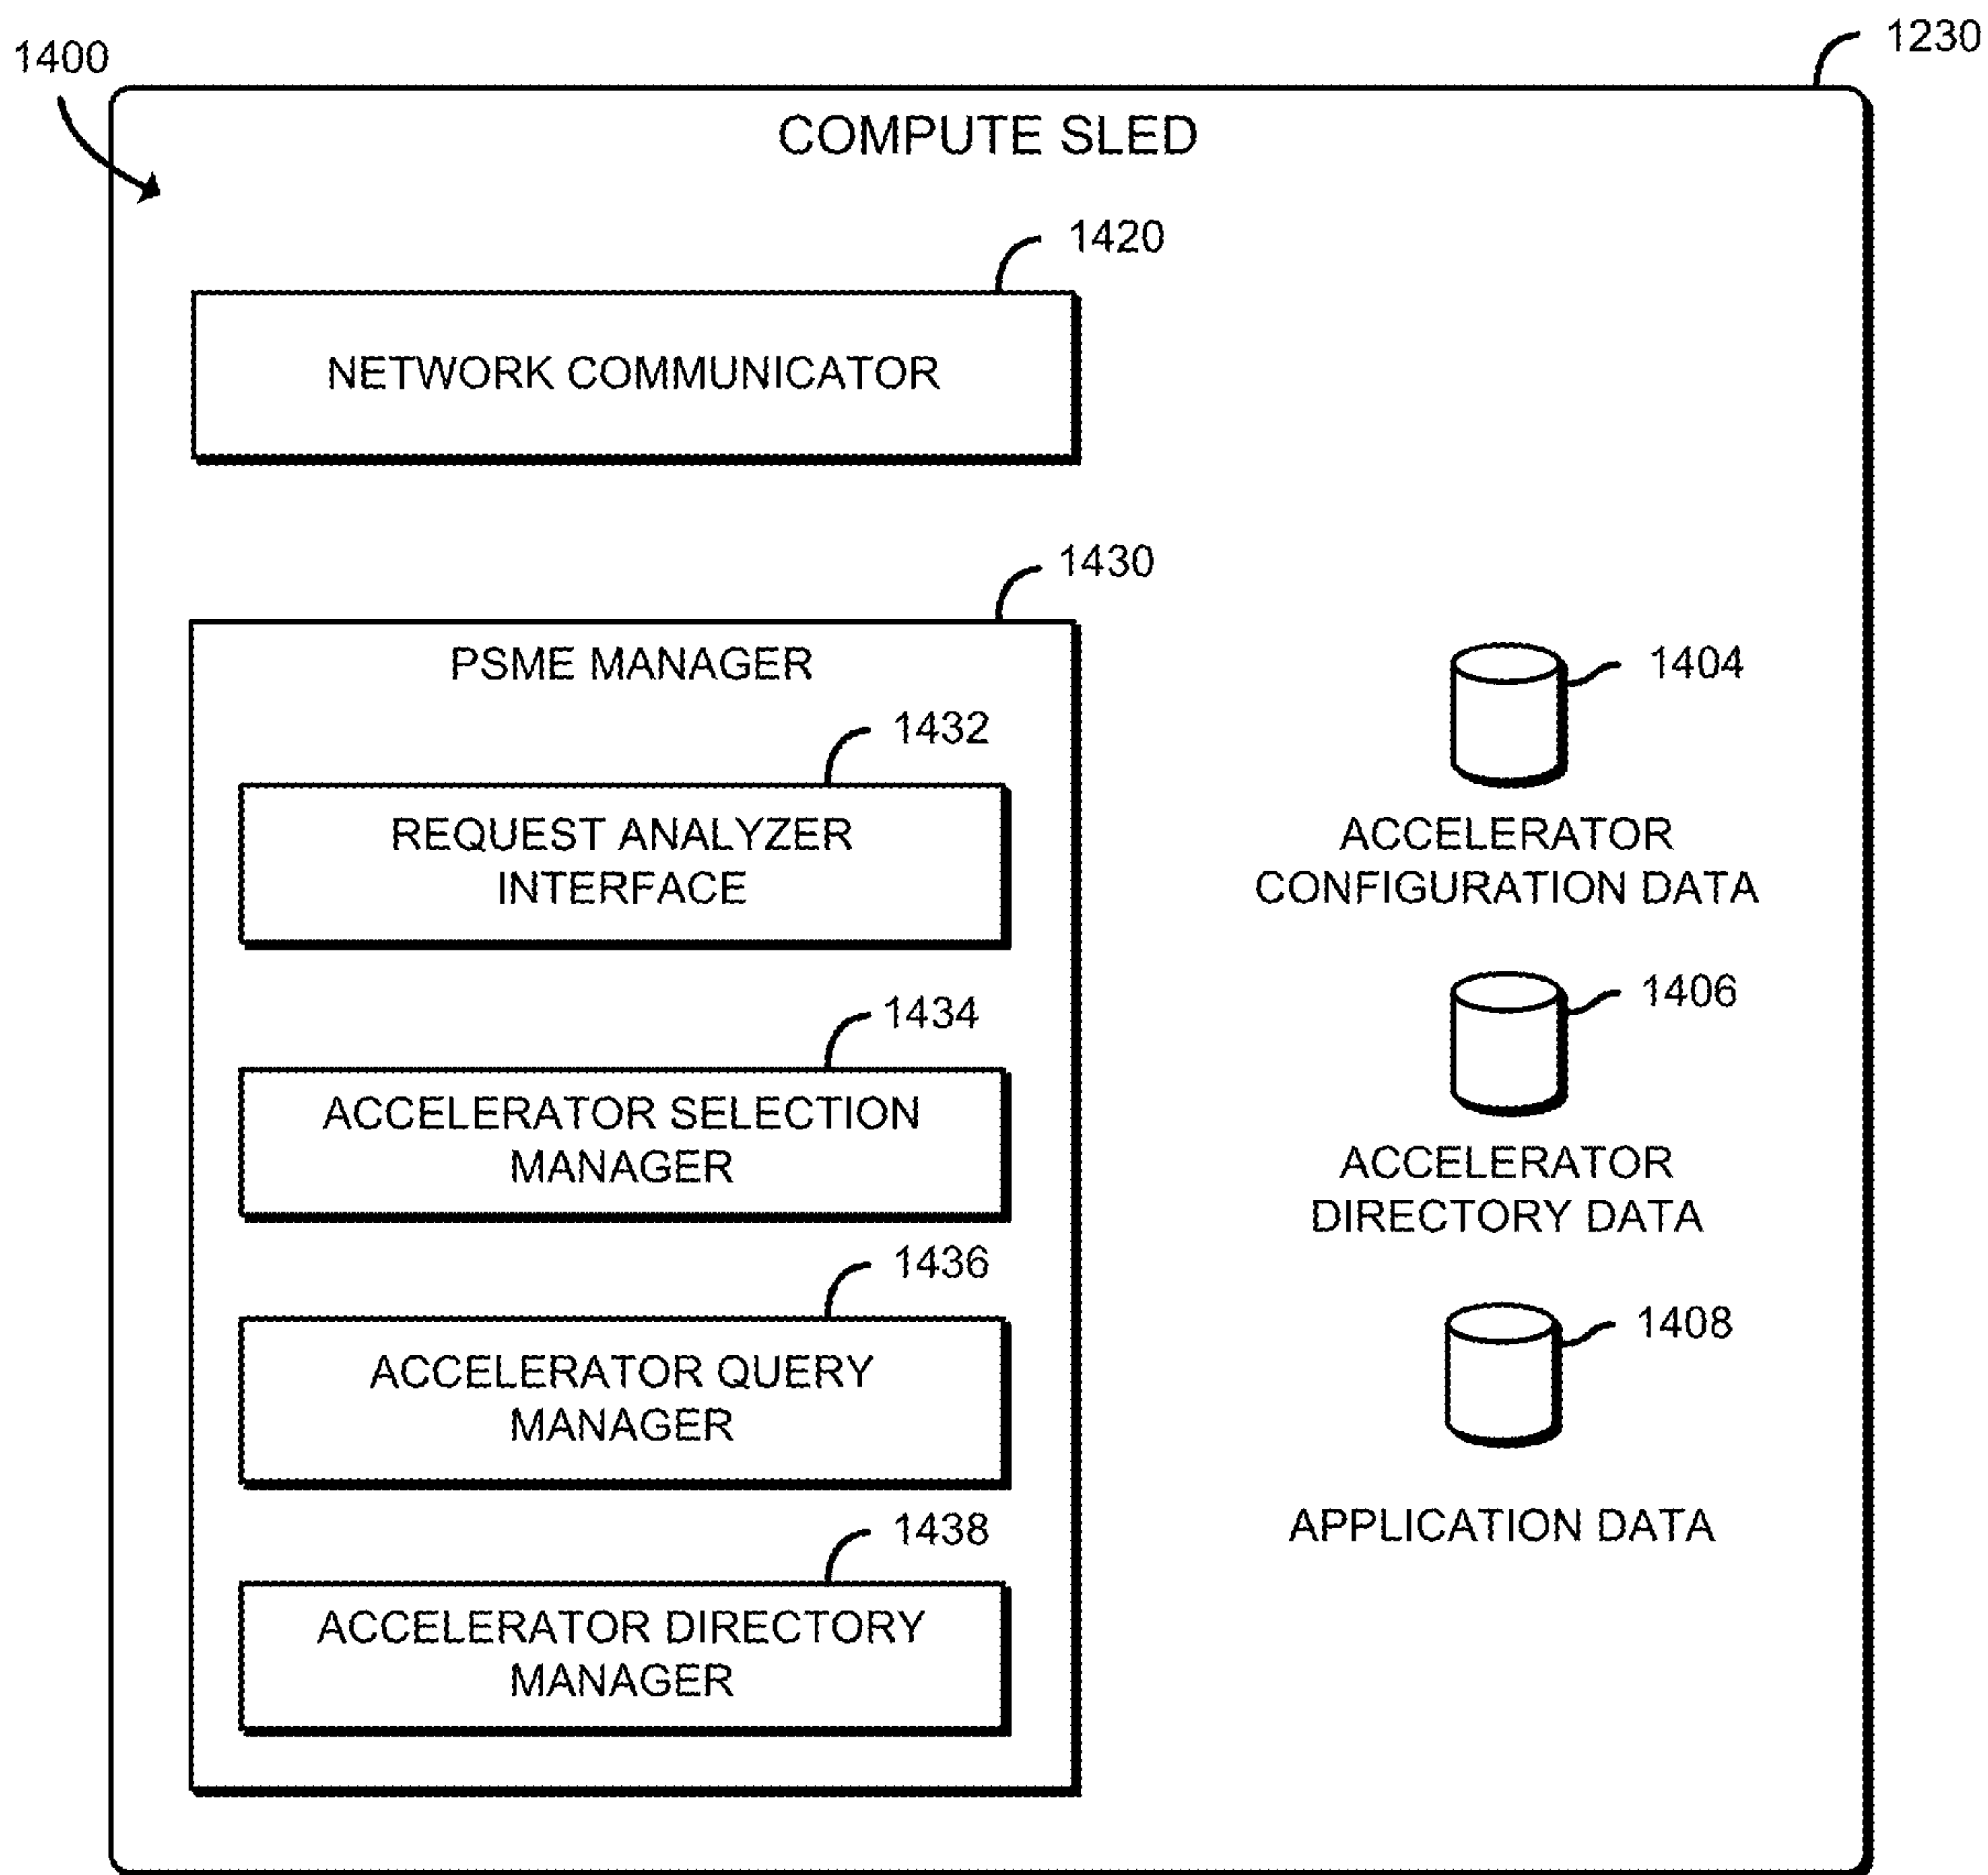 1400
1230
COMPUTE SLED
1420
NETWORK COMMUNICATOR
1430
PSME MANAGER
1432
REQUEST ANALYZER
INTERFACE
1434
ACCELERATOR SELECTION
MANAGER
1436
ACCELERATOR QUERY
MANAGER
1438
ACCELERATOR DIRECTORY
MANAGER
1404
ACCELERATOR
CONFIGURATION DATA
1406
ACCELERATOR
DIRECTORY DATA
1408
APPLICATION DATA